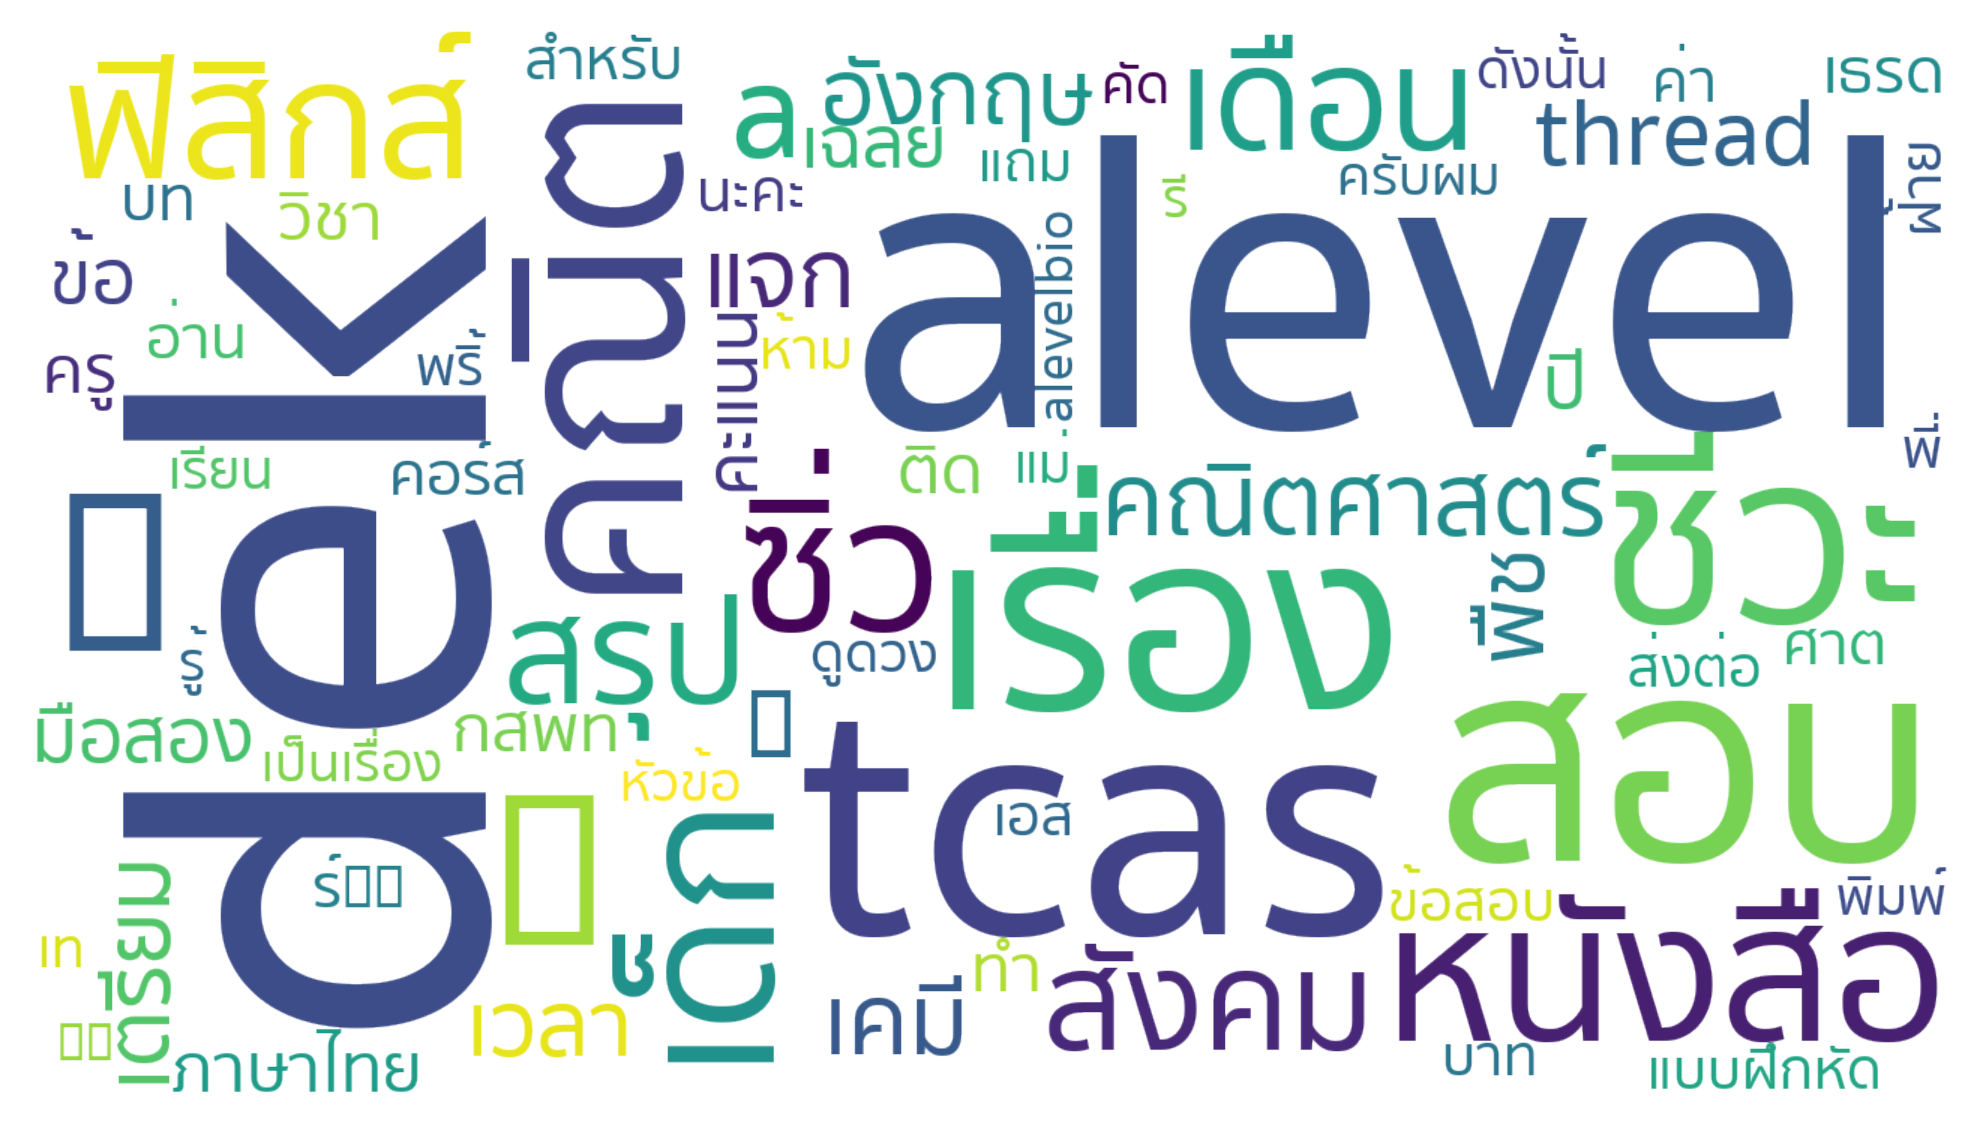 ฟิสิกส์
สำหรับ
a
อังกฤษ
คัด
เดือน
ดังนั้น
ค่า
เธรด
thread
เฉลย
แถม
ครับผม
รี
ฝ่าย
บท
วิชา
นะคะ
คณิต
alevel
ข้อ
แจก
alevelbio
อ่าน
ครู
พรี่
ห้าม
คะแนน
ปี
dek
เรียน
คอร์ส
ติด
แม่
พี่
ซิ่ว
คณิตศาสตร์
ชีวะ
เรื่อง
พืช
สรุป
รู้
ดูดวง
ส่งต่อ
ศาต
มือสอง
เป็นเรื่อง
กสพท
หัวข้อ
tcas
เอส
สอบ
ร์
เด็ก
ข้อสอบ
พิมพ์
เตรียม
เท
เวลา
เคมี
ทำ
สังคม
หนังสือ
ภาษาไทย
บาท
แบบฝึกหัด